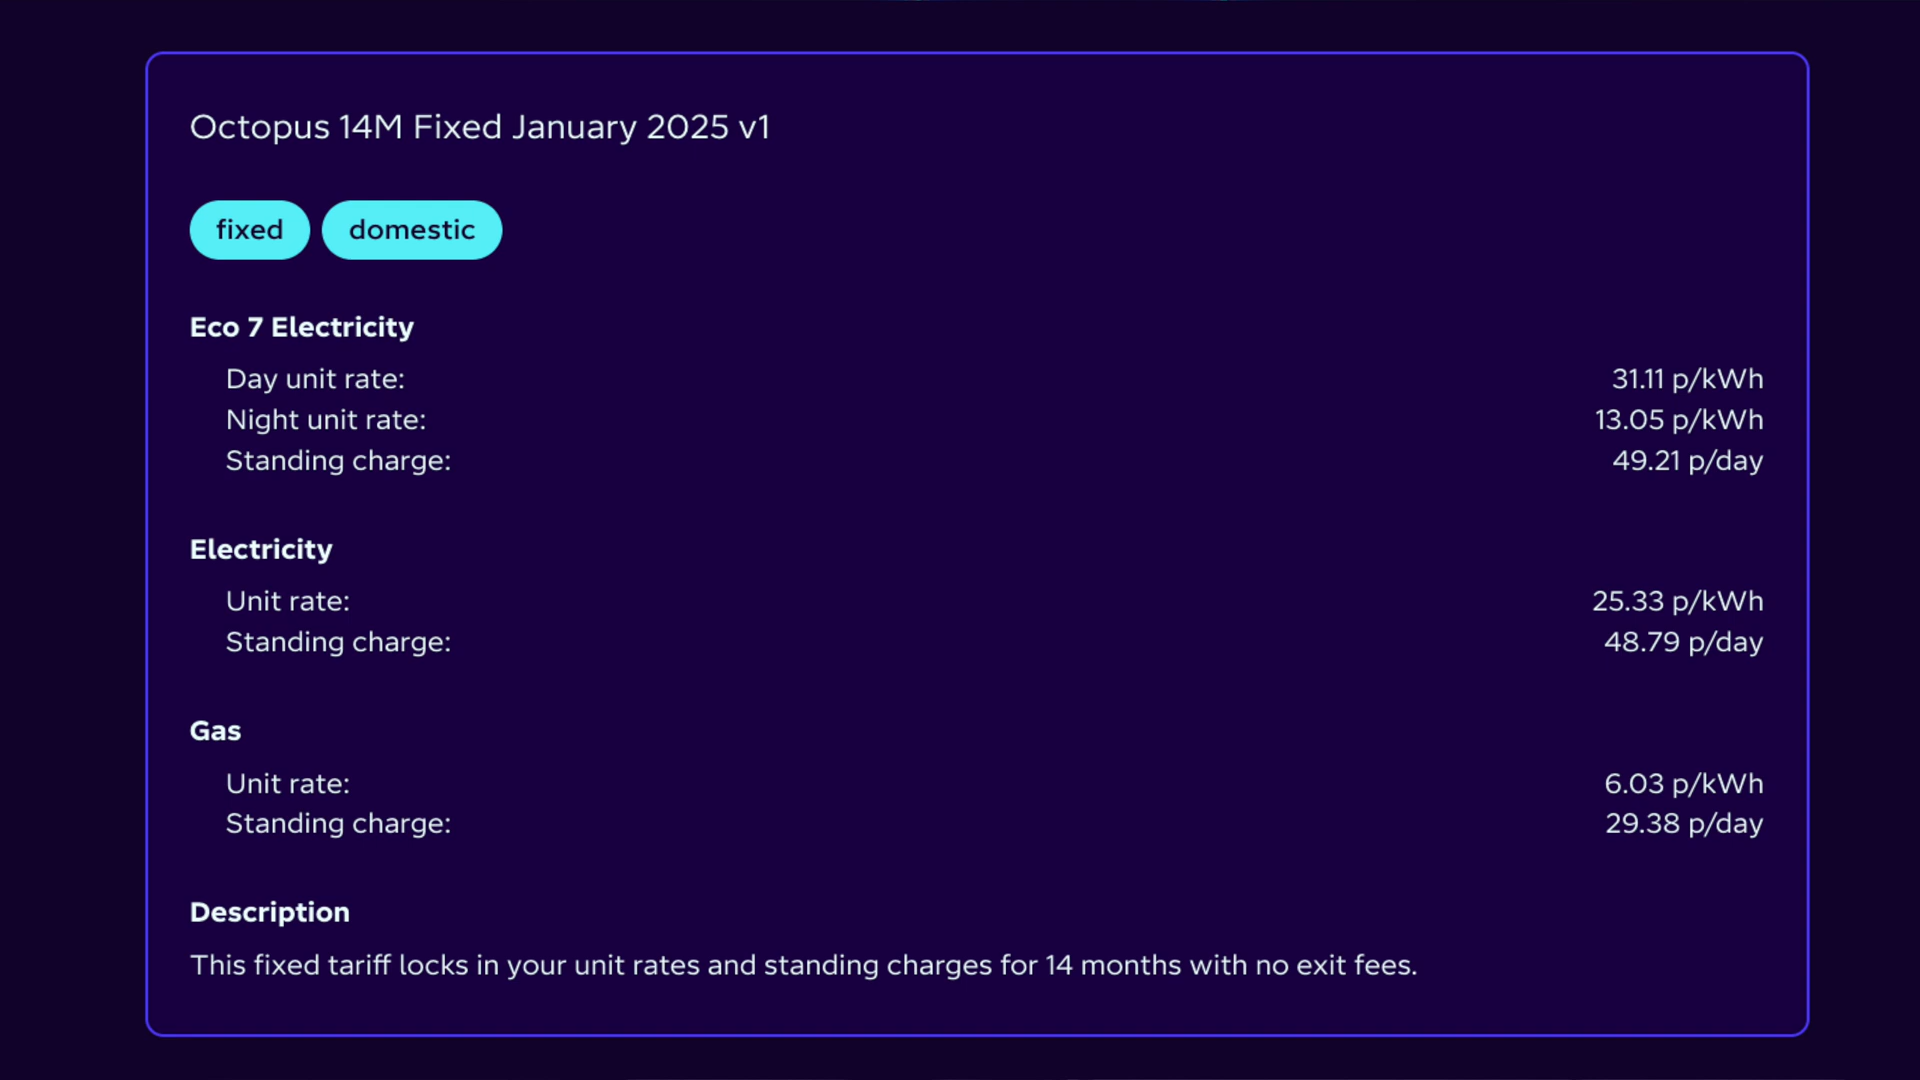 Octopus 14M Fixed January 2025 v1
fixed domestic
Eco 7 Electricity
Day unit rate: 31.11 p/kWh
Night unit rate: 13.05 p/kWh
Standing charge: 49.21 p/day
Electricity
Unit rate: 25.33 p/kWh
Standing charge: 48.79 p/day
Gas
Unit rate: 6.03 p/kWh
Standing charge: 29.38 p/day
Description
This fixed tariff locks in your unit rates and standing charges for 14 months with no exit fees.